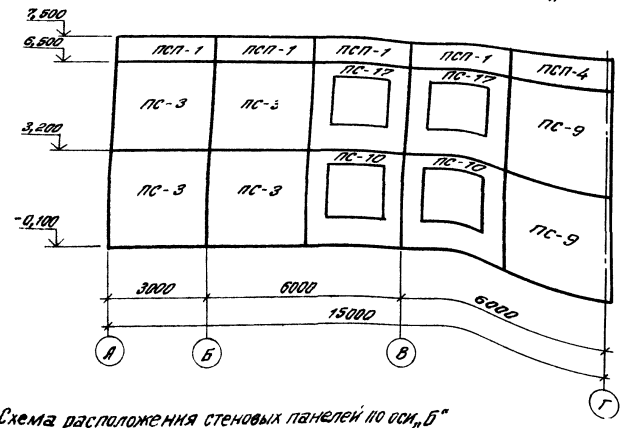 7,500
6,500
ПСП-1 ПСП-1 ПСП-1 ПСП-1 ПСП-4
ПС-3 ПС-3 ПС-17 ПС-17 ПС-9
3,200
ПС-3 ПС-3 ПС-10 ПС-10 ПС-9
-0,100
3000 6000 6000
15000
А Б В Г
Схема расположения стеновых панелей по оси „Б"